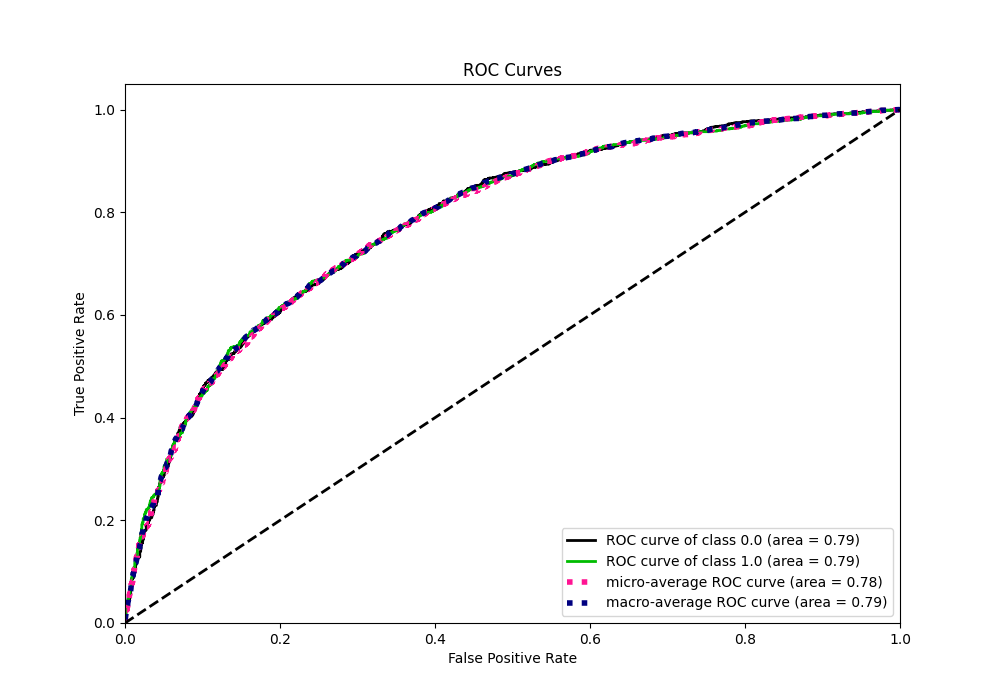 ROC Curves
1.0
0.8
0.6
0.4
0.2
0.0
True Positive Rate
ROC curve of class 0.0 (area = 0.79)
ROC curve of class 1.0 (area = 0.79)
micro-average ROC curve (area = 0.78)
macro-average ROC curve (area = 0.79)
0.0 0.2 0.4 0.6 0.8 1.0
False Positive Rate